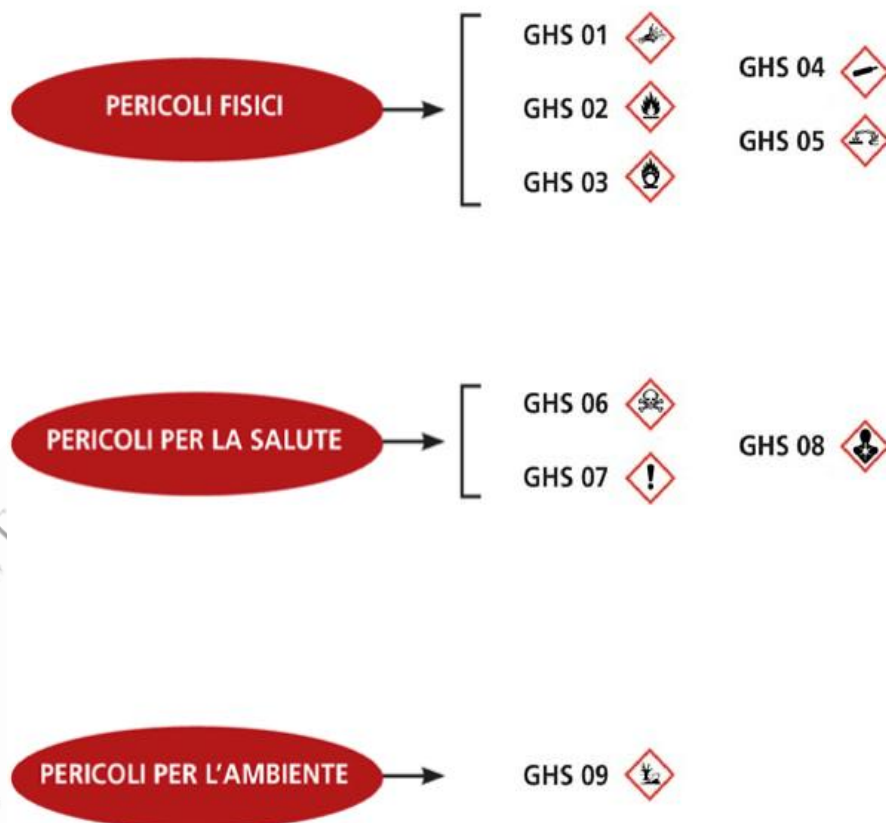 PERICOLI FISICI
GHS 01
GHS 02
GHS 03
GHS 04
GHS 05
PERICOLI PER LA SALUTE
GHS 06
GHS 07
GHS 08
PERICOLI PER L'AMBIENTE
GHS 09